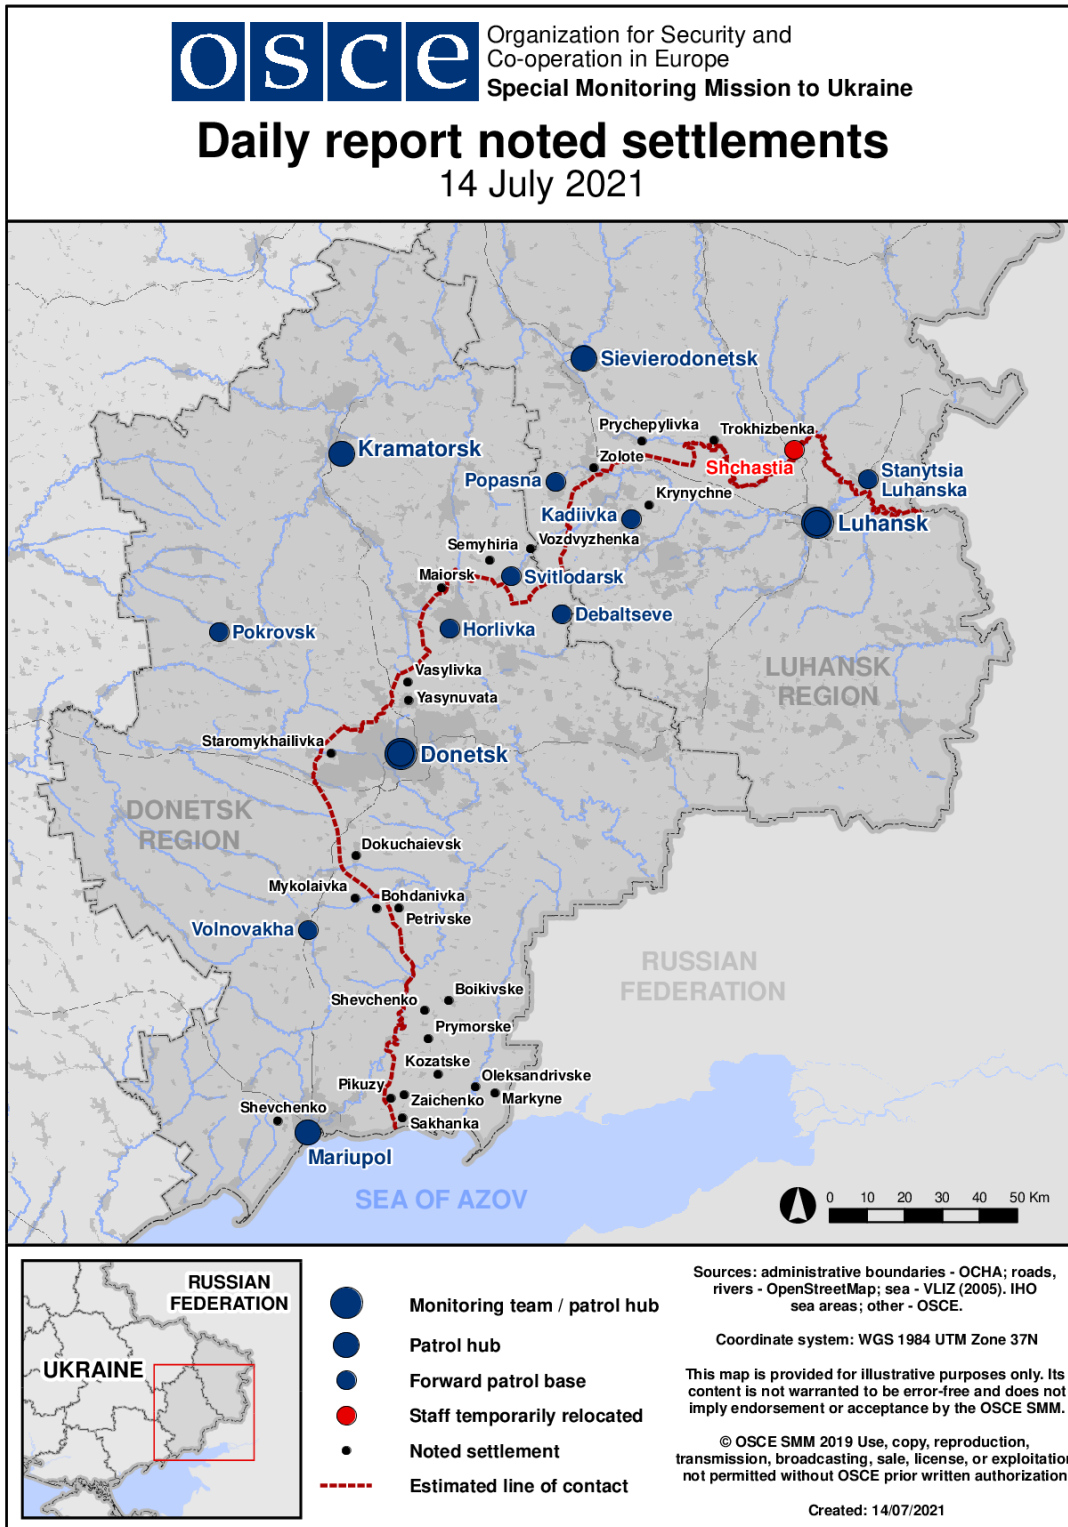 osce
Organization for Security and
Co-operation in Europe
Special Monitoring Mission to Ukraine
Daily report noted settlements
14 July 2021
Sievierodonetsk
Prychepylivka
Trokhizbenka
Kramatorsk
Zolote
Shchastia
Popasna
Stanytsia
Luhanska
Krynychne
Kadiivka
Luhansk
Vozdvyzhenka
Semyhiria
Maiorsk
Svitlodarsk
Debaltseve
Horlivka
Pokrovsk
LUHANSK
REGION
Vasylivka
Yasynuvata
Staromykhailivka
Donetsk
DONETSK
REGION
Dokuchaievsk
Mykolaivka
Bohdanivka
Petrivske
Volnovakha
RUSSIAN
FEDERATION
Boikivske
Shevchenko
Prymorske
Kozatske
Oleksandrivske
Pikuzy
Zaichenko
Markyne
Shevchenko
Sakhanka
Mariupol
SEA OF AZOV
0 10 20 30 40 50 Km
RUSSIAN
FEDERATION
UKRAINE
Monitoring team / patrol hub
Patrol hub
Forward patrol base
Staff temporarily relocated
Noted settlement
Estimated line of contact
Sources: administrative boundaries - OCHA; roads,
rivers - OpenStreetMap; sea - VLIZ (2005). IHO
sea areas; other - OSCE.
Coordinate system: WGS 1984 UTM Zone 37N
This map is provided for illustrative purposes only. Its
content is not warranted to be error-free and does not
imply endorsement or acceptance by the OSCE SMM.
© OSCE SMM 2019 Use, copy, reproduction,
transmission, broadcasting, sale, license, or exploitation
not permitted without OSCE prior written authorization
Created: 14/07/2021